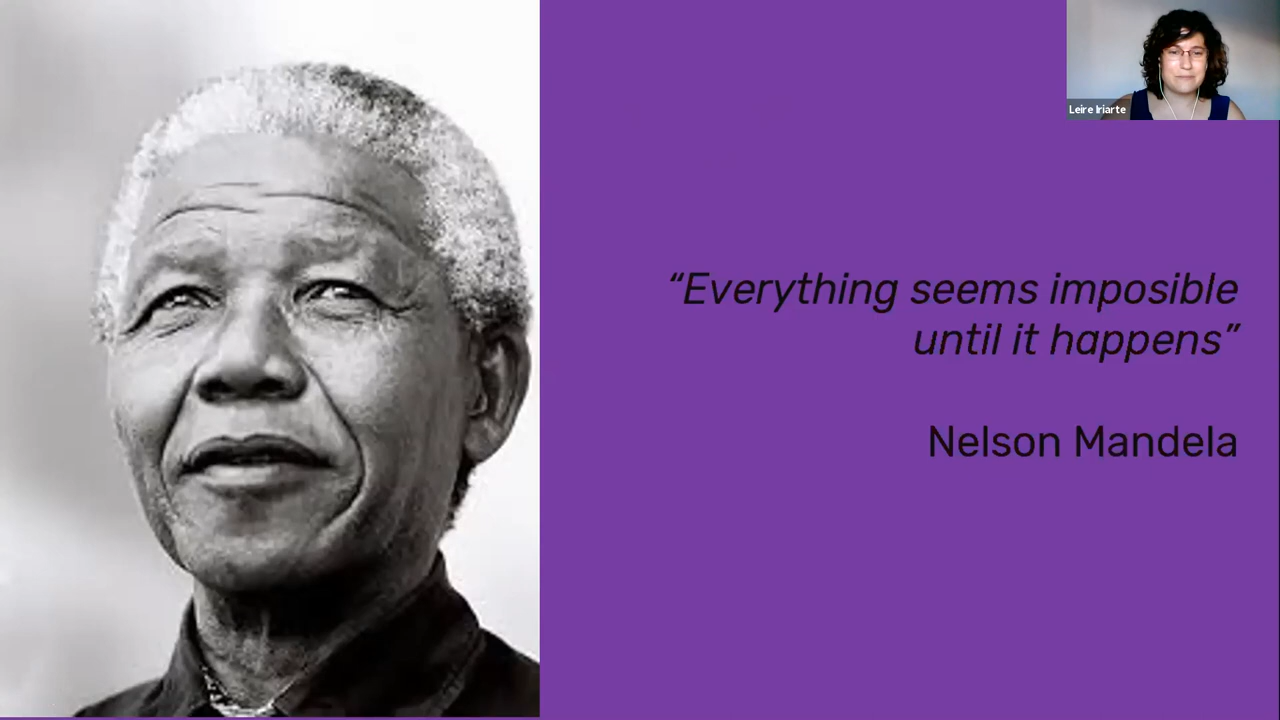 Leire Iriarte
“Everything seems imposible
until it happens”
Nelson Mandela